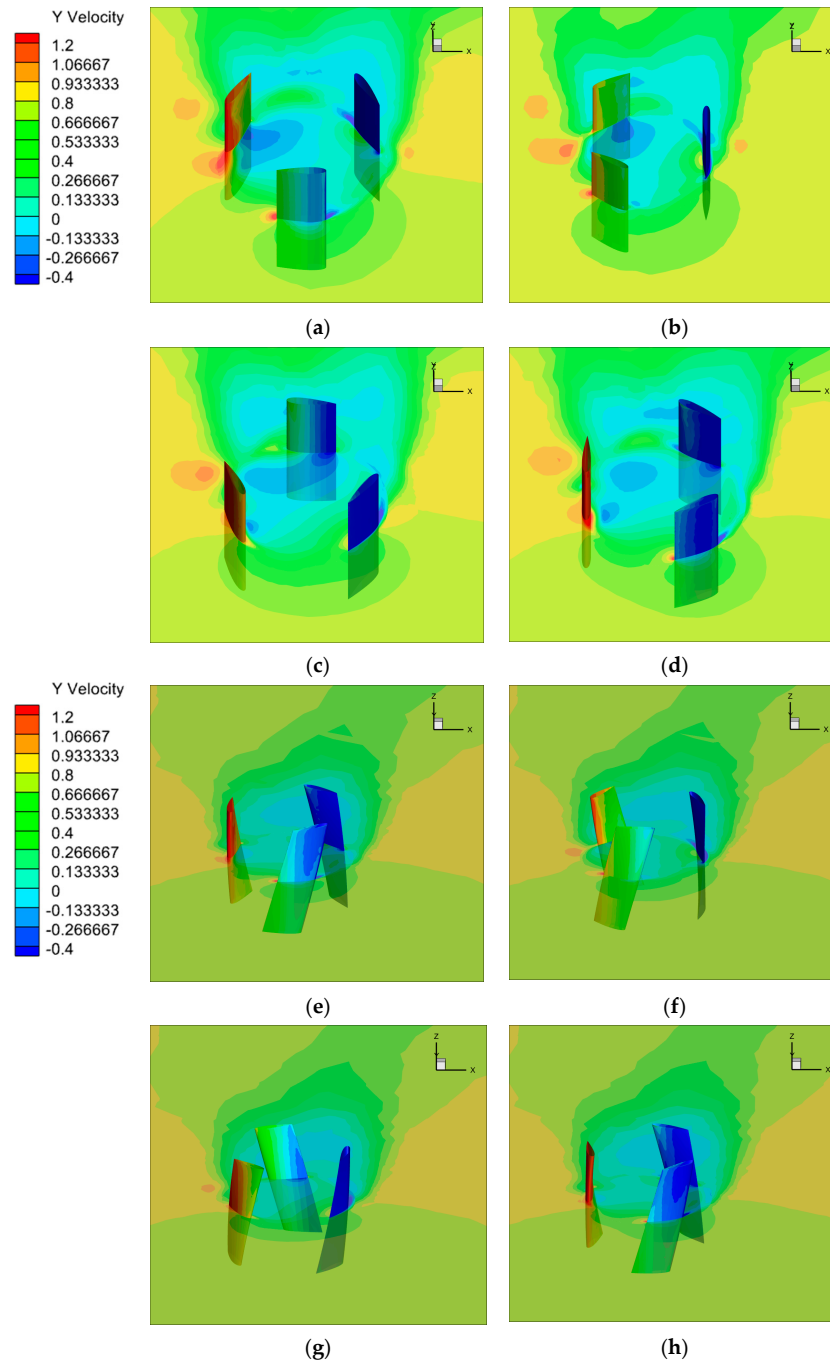 Y Velocity
1.2
1.06667
0.933333
0.8
0.666667
0.533333
0.4
0.266667
0.133333
0
-0.133333
-0.266667
-0.4
X
X
(a)
(b)
X
X
(c)
(d)
Y Velocity
1.2
1.06667
0.933333
0.8
0.666667
0.533333
0.4
0.266667
0.133333
0
-0.133333
-0.266667
-0.4
Z
X
Z
X
(e)
(f)
Z
X
Z
X
(g)
(h)